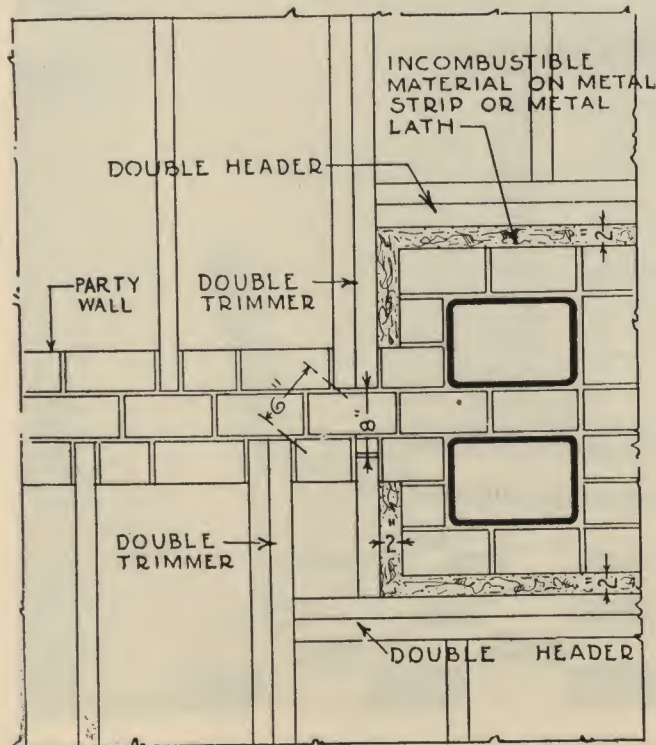 INCOMBUSTIBLE
MATERIAL ON METAL
STRIP OR METAL
LATH
DOUBLE HEADER
2"
DOUBLE
TRIMMER
PARTY
WALL
6"
8"
2"
DOUBLE
TRIMMER
2"
DOUBLE HEADER